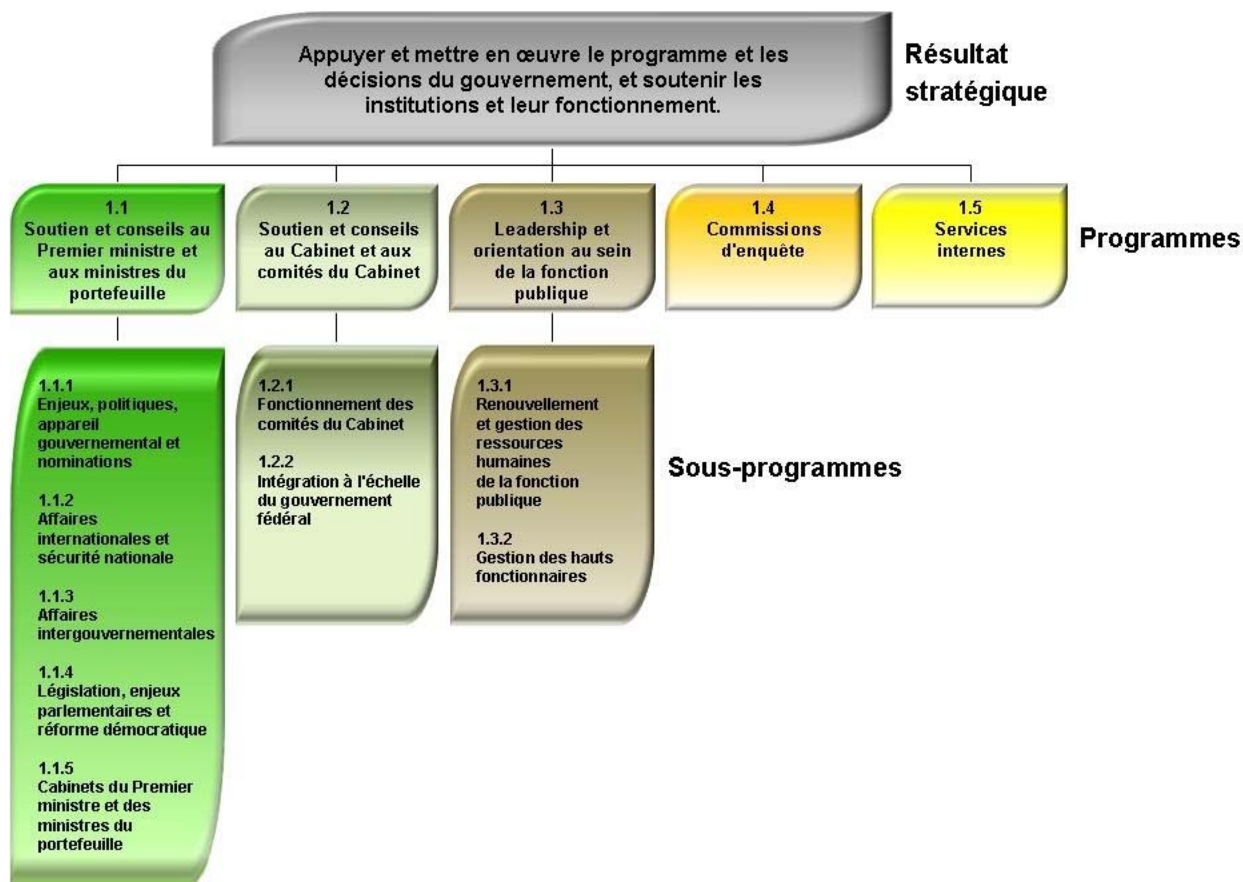 Appuyer et mettre en œuvre le programme et les
décisions du gouvernement, et soutenir les
institutions et leur fonctionnement.
Résultat
stratégique
1.1
Soutien et conseils au
Premier ministre et
aux ministres du
portefeuille
1.2
Soutien et conseils
au Cabinet et aux
comités du Cabinet
1.3
Leadership et
orientation au sein
de la fonction
publique
1.4
Commissions
d'enquête
1.5
Services
internes
Programmes
1.1.1
Enjeux, politiques,
appareil
gouvernemental et
nominations
1.1.2
Affaires
internationales et
sécurité nationale
1.1.3
Affaires
intergouvernementales
1.1.4
Législation, enjeux
parlementaires et
réforme démocratique
1.1.5
Cabinets du Premier
ministre et des
ministres du
portefeuille
1.2.1
Fonctionnement des
comités du Cabinet
1.2.2
Intégration à l'échelle
du gouvernement
fédéral
1.3.1
Renouvellement
et gestion des
ressources
humaines
de la fonction
publique
1.3.2
Gestion des hauts
fonctionnaires
Sous-programmes